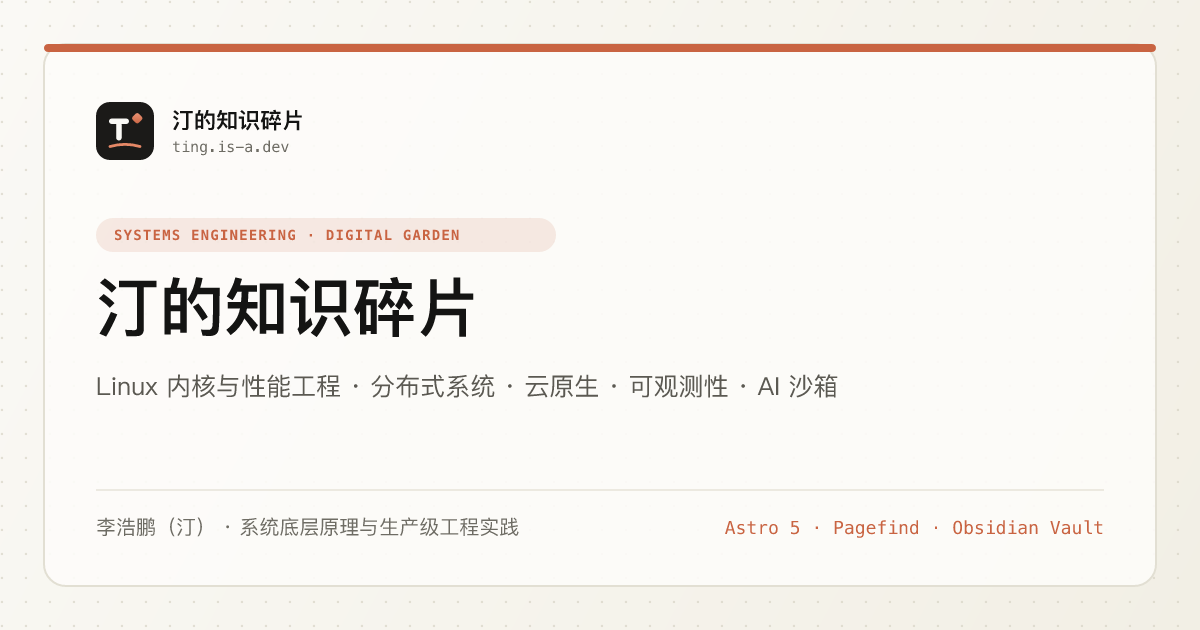 T
汀的知识碎片
ting.is-a.dev
SYSTEMS ENGINEERING · DIGITAL GARDEN
汀的知识碎片
Linux 内核与性能工程 · 分布式系统 · 云原生 · 可观测性 · AI 沙箱
李浩鹏（汀） · 系统底层原理与生产级工程实践
Astro 5 · Pagefind · Obsidian Vault